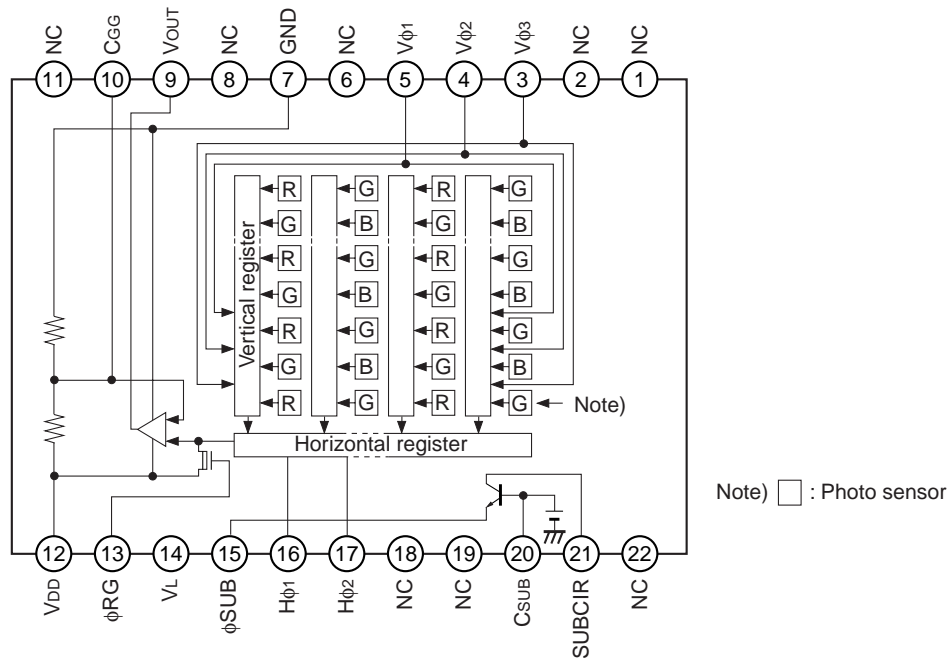 NC CGG VOUT NC GND NC Vϕ1 Vϕ2 Vϕ3 NC NC
11 10 9 8 7 6 5 4 3 2 1
Vertical register
R G R G
G B G B
R G R G
G B G B
R G R G
G B G B
R G R G
Note)
Horizontal register
Note) : Photo sensor
12 13 14 15 16 17 18 19 20 21 22
VDD ϕRG VL ϕSUB Hϕ1 Hϕ2 NC NC CSUB SUBCIR NC